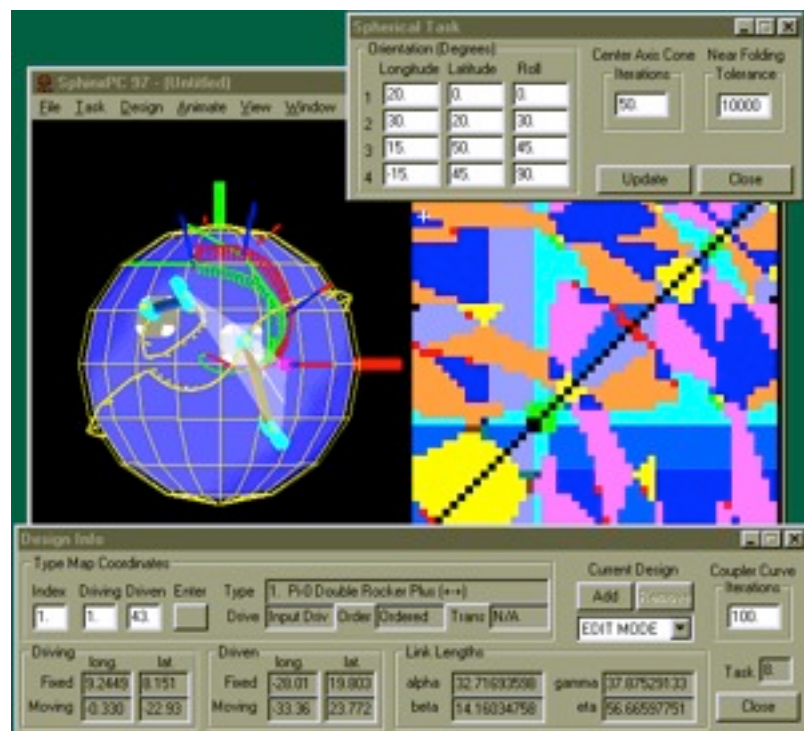 Spherical Task
Orientation (Degrees)
Longitude Latitude Roll
1 20. 0. 0.
2 30. 20. 30.
3 15. 50. 45.
4 -15. 45. 90.
Center Axis Cone
Iterations
50.
Near Folding
Tolerance
10000
Update Close
SphinxPC 97 - (Untitled)
File Task Design Animate View Window
Design Info
Type Map Coordinates
Index Driving Driven Enter
1. 1. 43.
Type 1. Pi-0 Double Rocker Plus (+-+)
Drive Input Driv Order Ordered Trans N/A
Current Design
Add Remove
EDIT MODE
Coupler Curve
Iterations
100.
Driving
long. lat.
Fixed 9.2449 8.151
Moving -0.330 -22.93
Driven
long. lat.
Fixed -28.01 19.803
Moving -33.36 23.772
Link Lengths
alpha 32.71693598 gamma 37.87529133
beta 14.16034758 eta 56.66597751
Task
Close